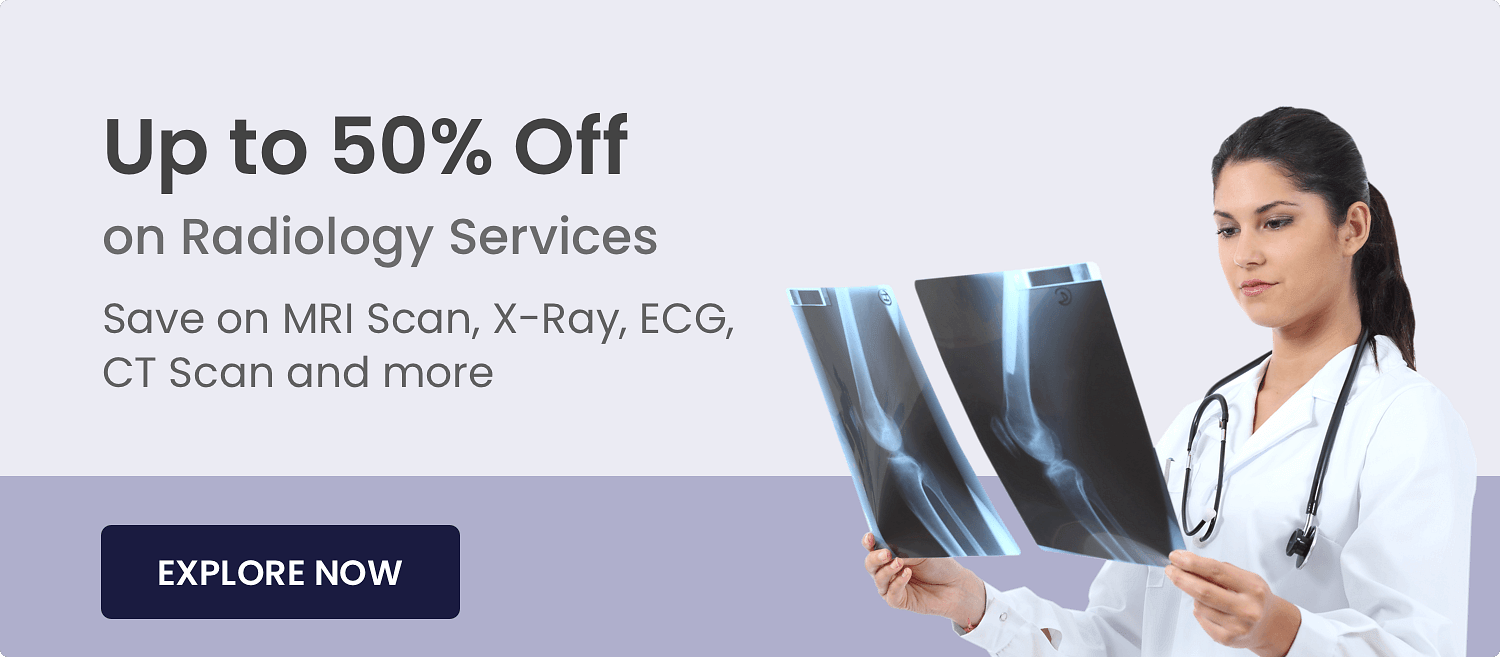 Up to 50% Off
on Radiology Services
Save on MRI Scan, X-Ray, ECG,
CT Scan and more
EXPLORE NOW